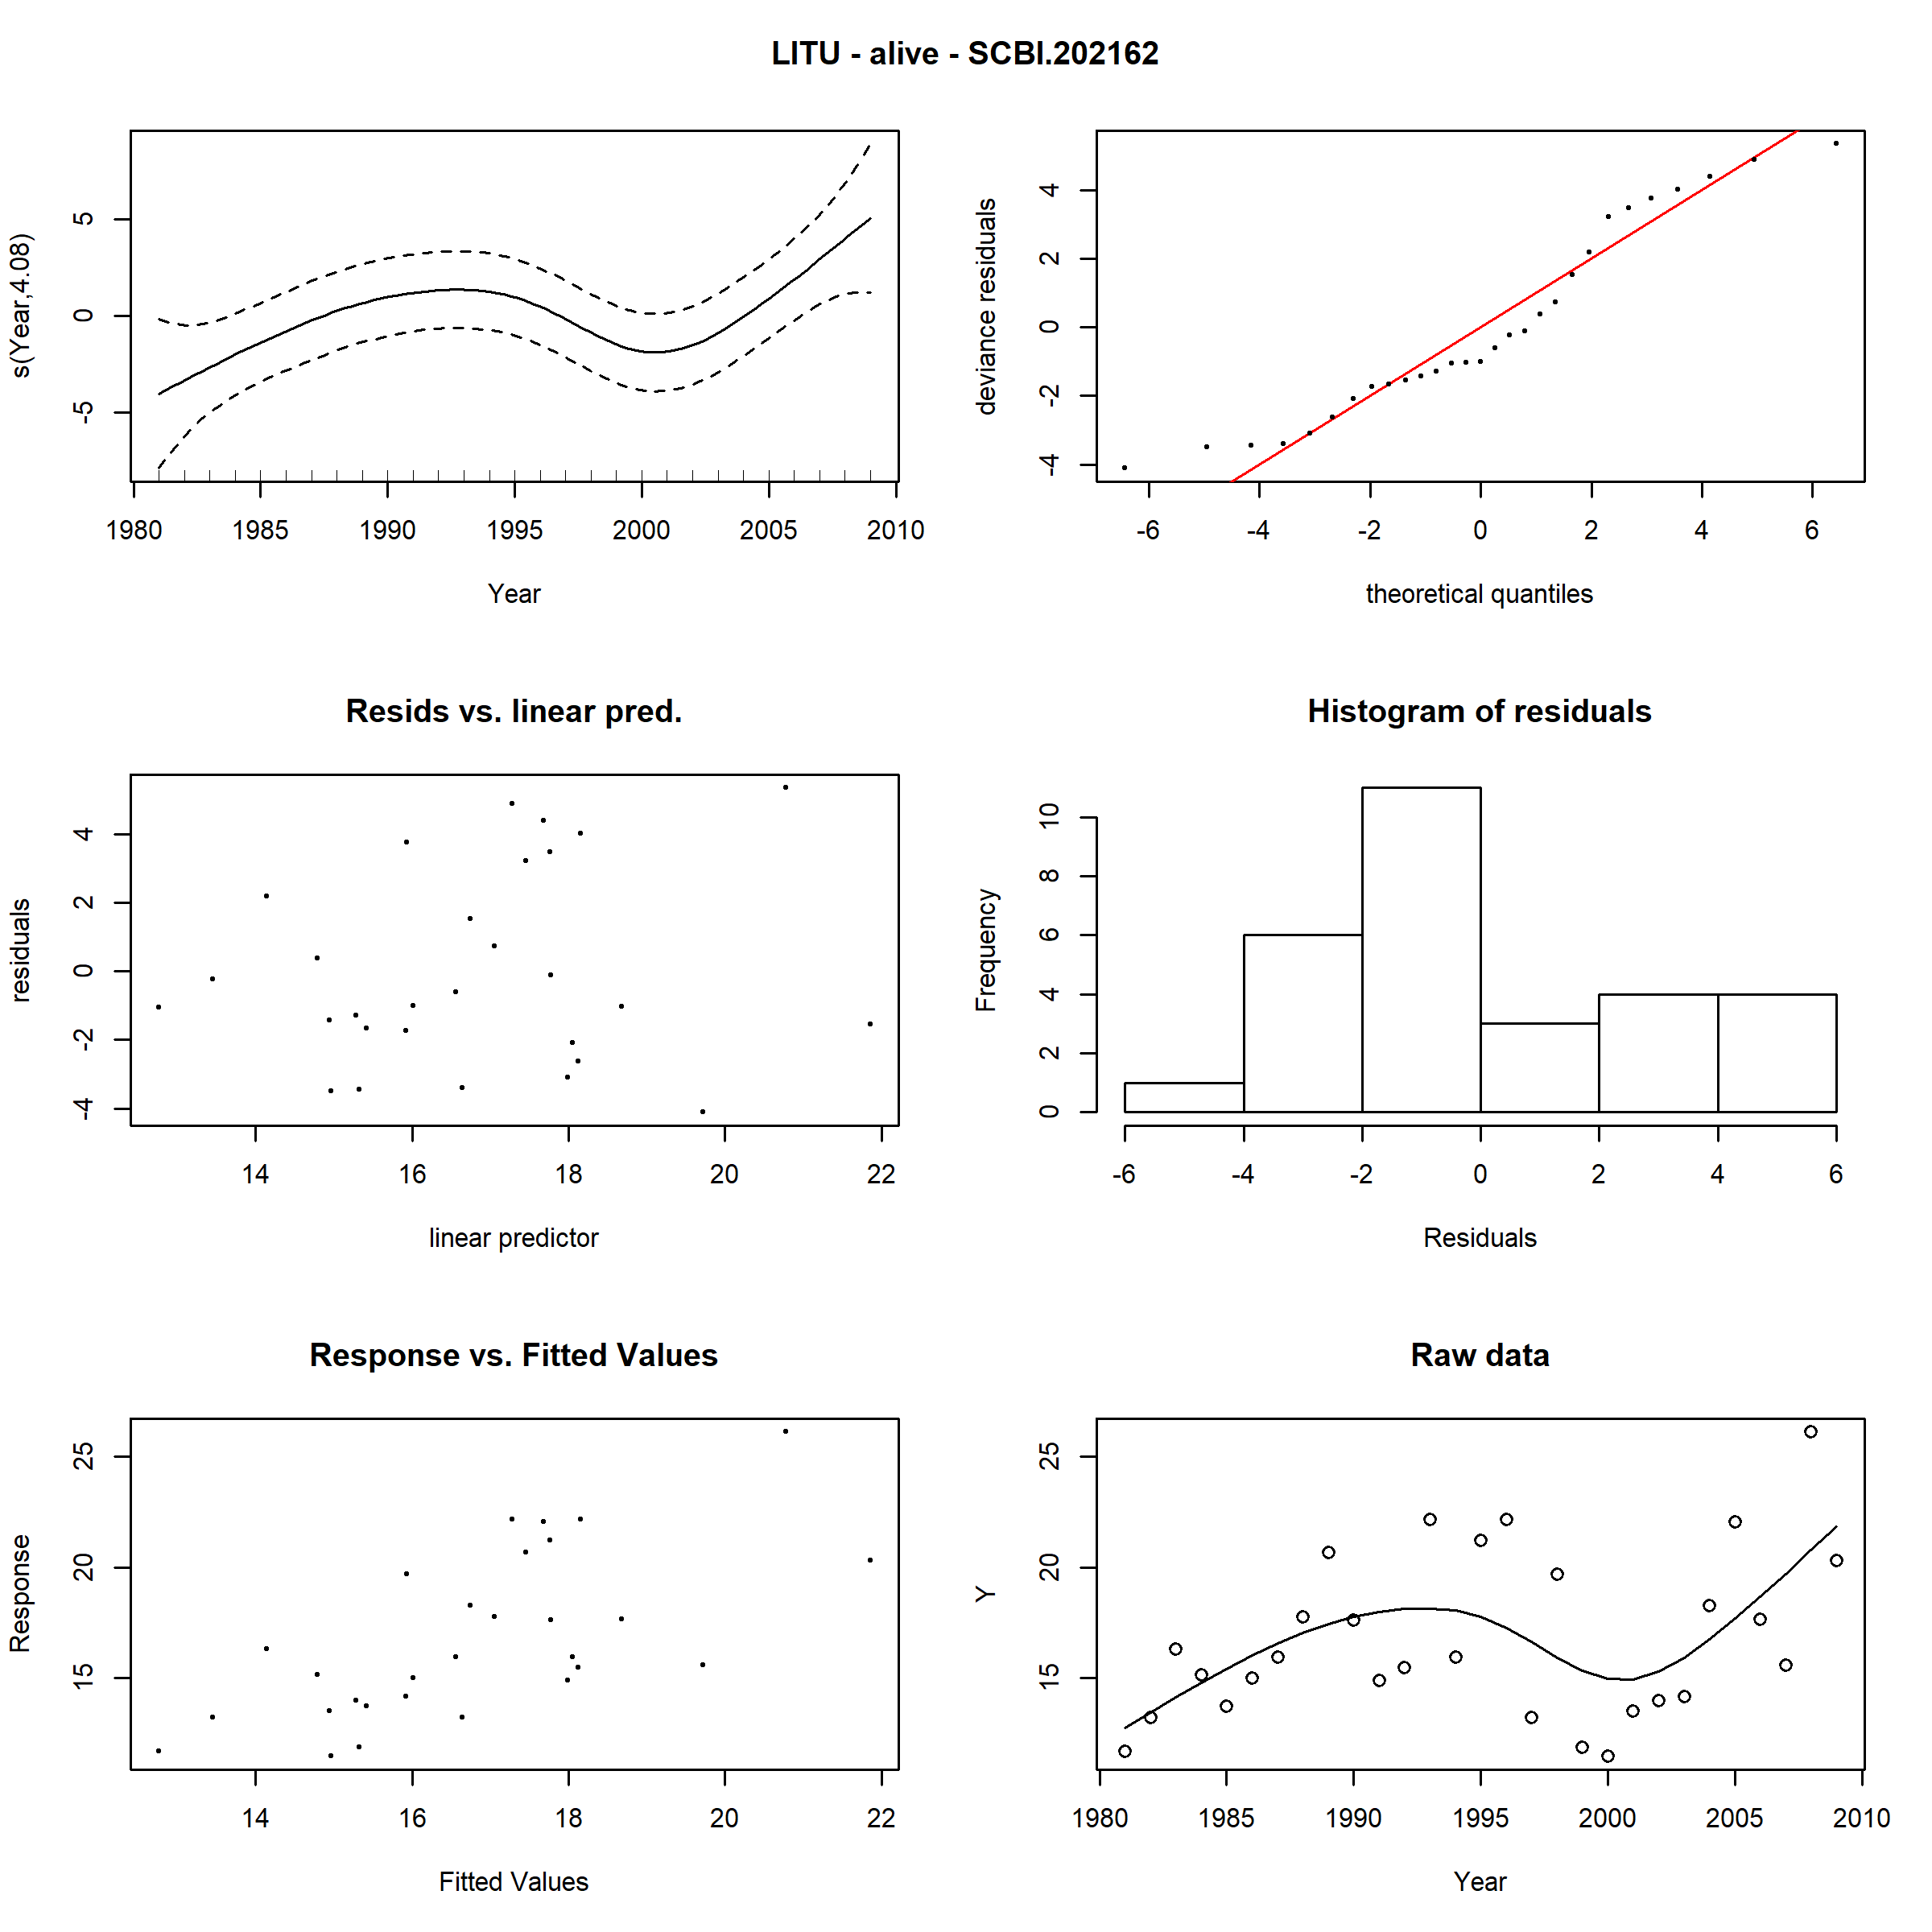 LITU - alive - SCBI.202162
s(Year,4.08)
5
0
-5
1980 1985 1990 1995 2000 2005 2010
Year
deviance residuals
4
2
0
-2
-4
-6 -4 -2 0 2 4 6
theoretical quantiles
Resids vs. linear pred.
residuals
4
2
0
-2
-4
14 16 18 20 22
linear predictor
Histogram of residuals
Frequency
10
8
6
4
2
0
-6 -4 -2 0 2 4 6
Residuals
Response vs. Fitted Values
Response
25
20
15
14 16 18 20 22
Fitted Values
Raw data
Y
25
20
15
1980 1985 1990 1995 2000 2005 2010
Year